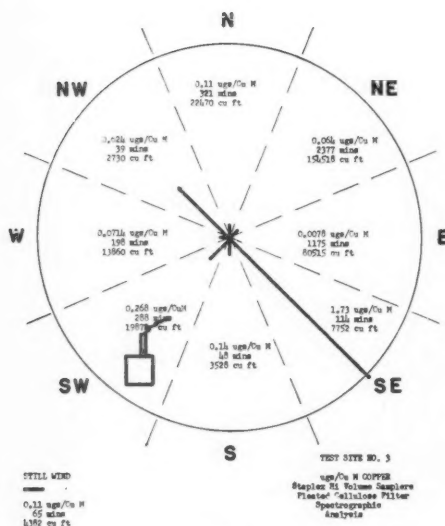 N
0.11 ugs/Cu M
321
mins
22470 cu ft
NW
NE
mins
2730 cu ft
0.064 ugs/Cu M
2377
mins
154518 cu ft
W
0.0714 ugs/Cu M
198
mins
13860 cu ft
0.0078 ugs/Cu M
1175
mins
80515 cu ft
E
0.268 ugs/CuM
288
mins
cu ft
1.73 ugs/Cu M
114
mins
7752 cu ft
0.14 ugs/Cu M
48
mins
3528 cu ft
SW
SE
S
STILL WIND
0.11 ugs/Cu M
65
mins
4382 cu ft
TEST SITE NO. 3
ugs/Cu M COPPER
Staplex Hi Volume Samplers
Pleated Cellulose Filter
Spectrographic
Analysis